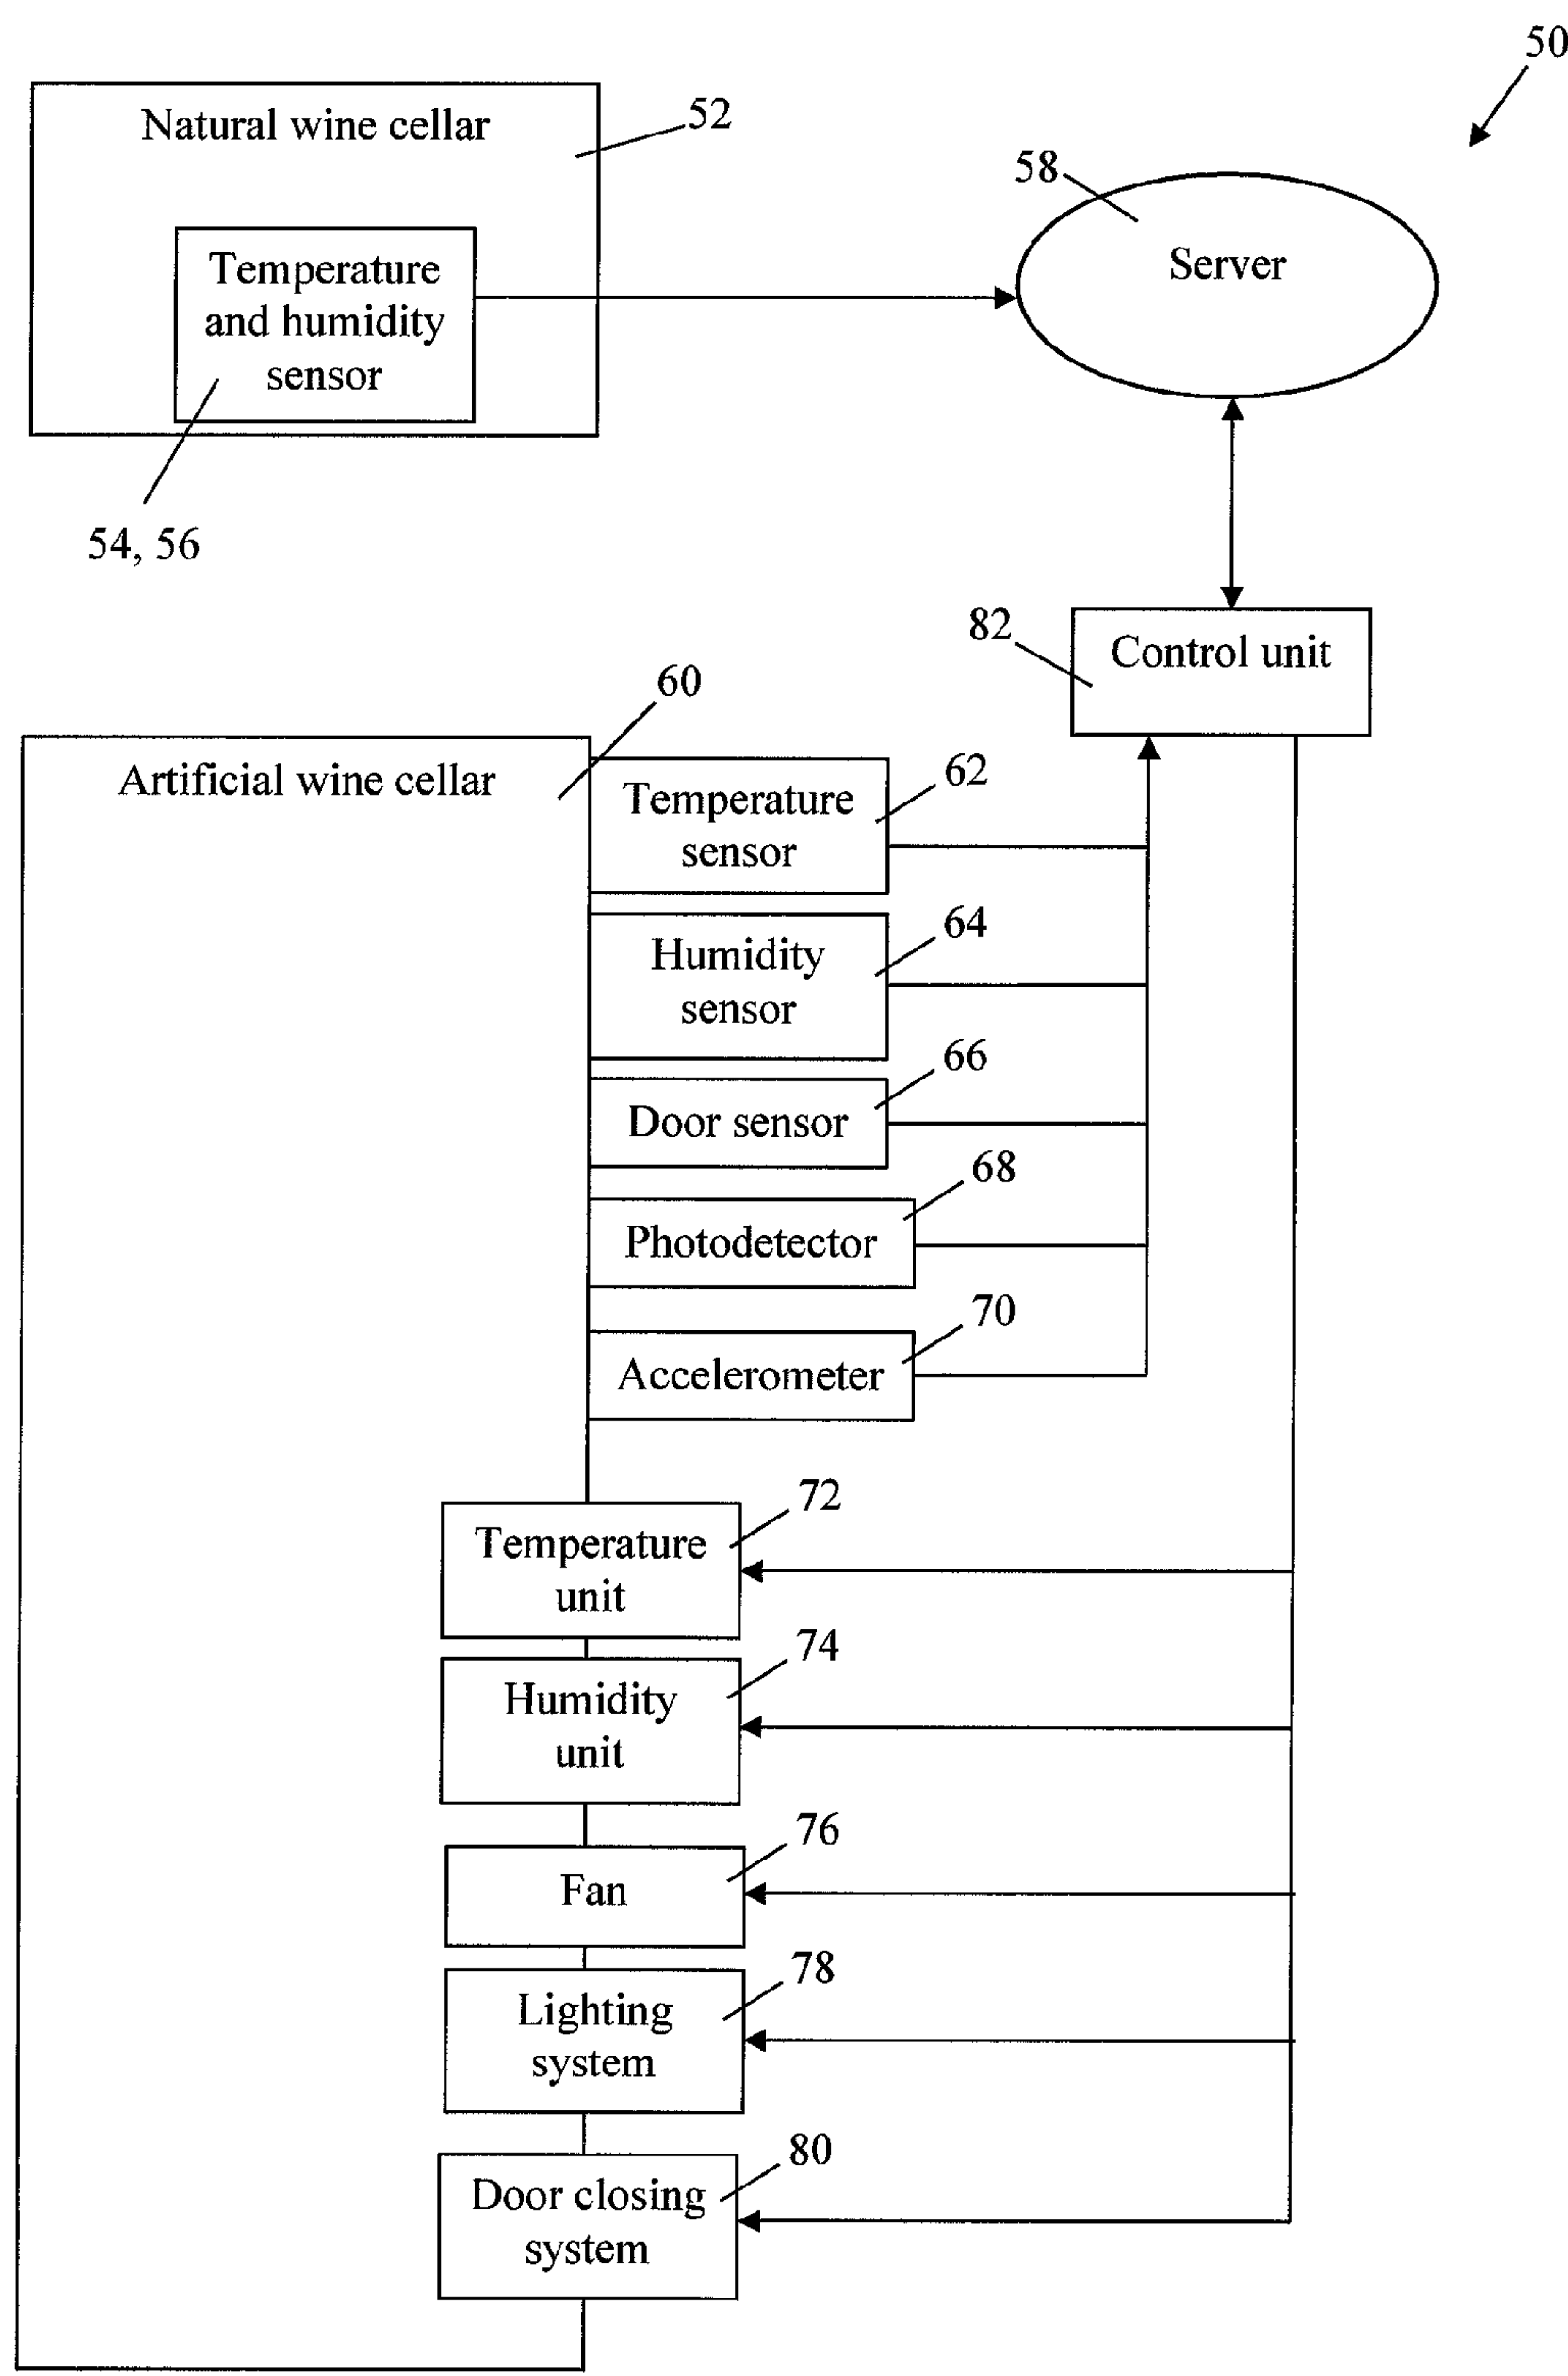 50
Natural wine cellar
52
58
Server
Temperature
and humidity
sensor
54, 56
82
Control unit
60
Artificial wine cellar
62
Temperature
sensor
64
Humidity
sensor
66
Door sensor
68
Photodetector
70
Accelerometer
72
Temperature
unit
74
Humidity
unit
76
Fan
78
Lighting
system
80
Door closing
system